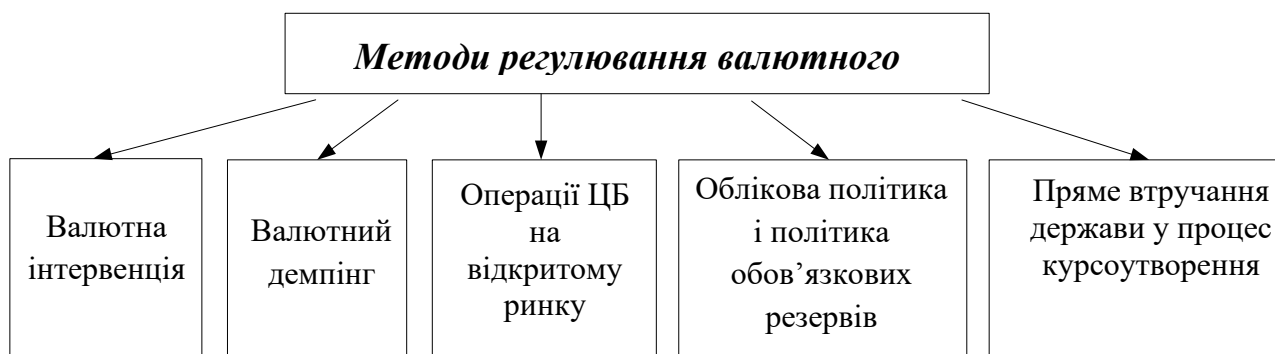 Методи регулювання валютного
Валютна
інтервенція
Валютний
демпінг
Операції ЦБ
на
відкритому
ринку
Облікова політика
і політика
обов’язкових
резервів
Пряме втручання
держави у процес
курсоутворення